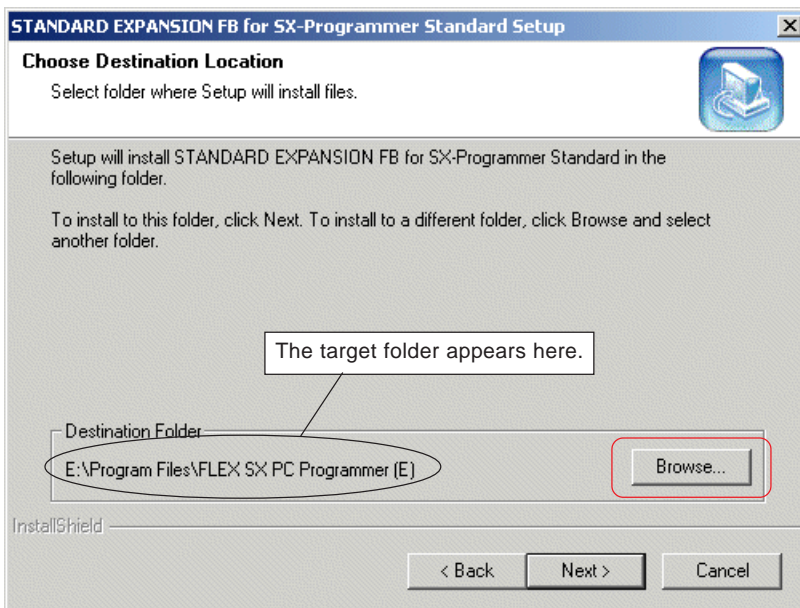 STANDARD EXPANSION FB for SX-Programmer Standard Setup
Choose Destination Location
Select folder where Setup will install files.
Setup will install STANDARD EXPANSION FB for SX-Programmer Standard in the
following folder.
To install to this folder, click Next. To install to a different folder, click Browse and select
another folder.
The target folder appears here.
Destination Folder
E:\Program Files\FLEX SX PC Programmer (E)
Browse...
InstallShield
< Back
Next >
Cancel